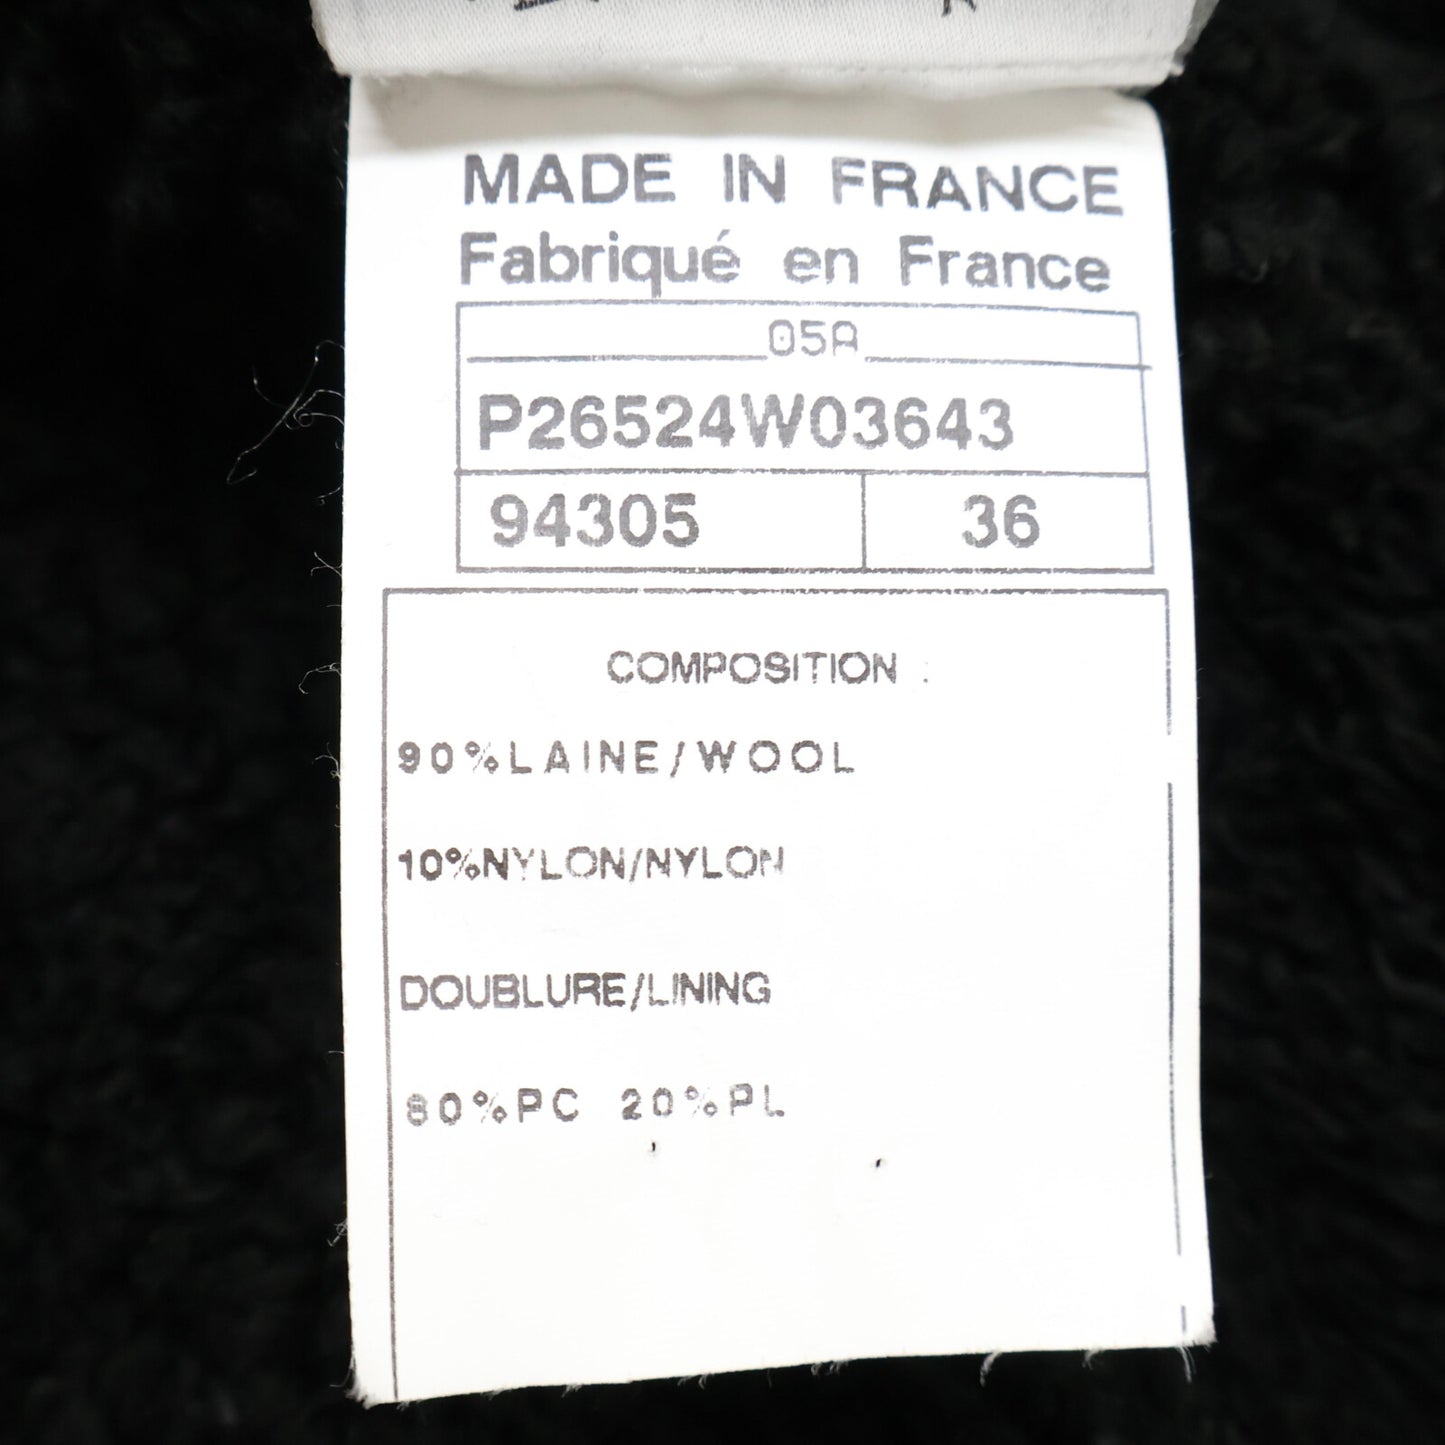 MADE IN FRANCE
Fabriqué en France
05A
P26524W03643
94305 36
COMPOSITION :
90%LAINE/WOOL
10%NYLON/NYLON
DOUBLURE/LINING
80%PC 20%PL